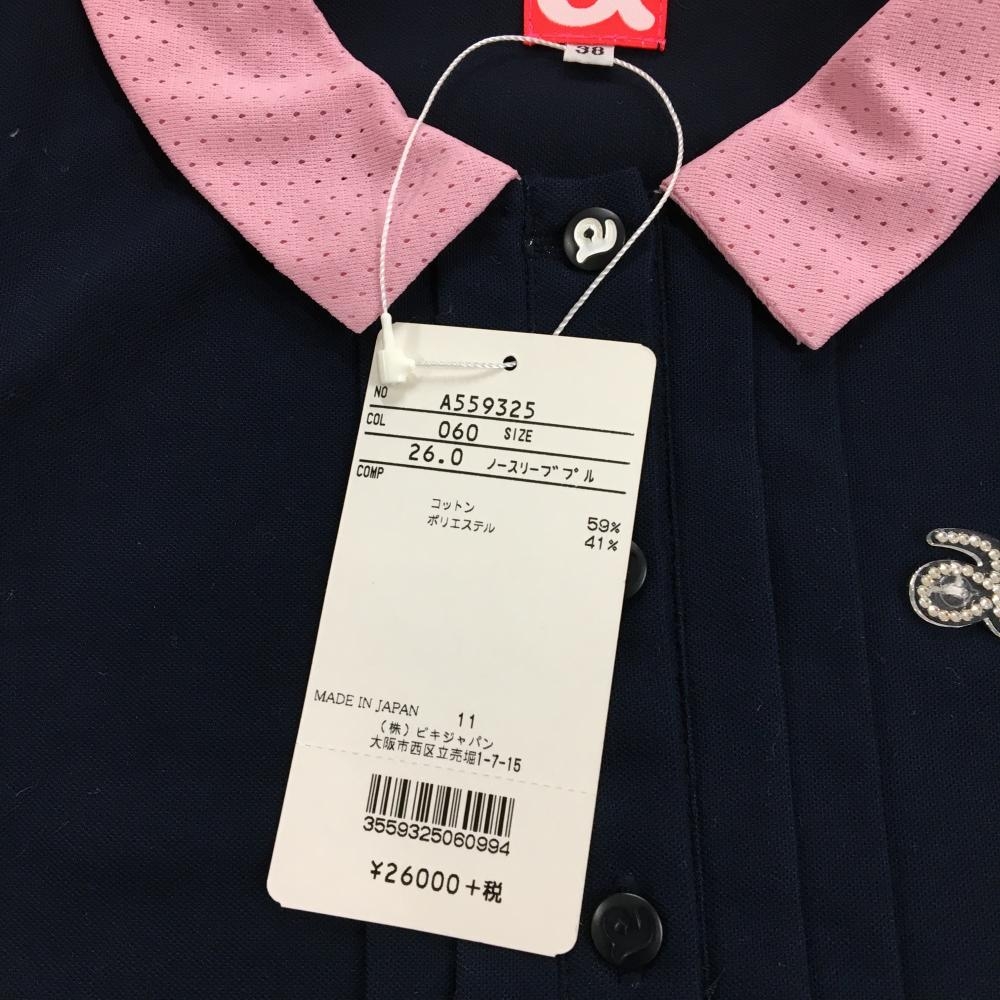 38
NO A559325
COL 060 SIZE
26.0 ノースリーブプル
COMP
コットン 59%
ポリエステル 41%
MADE IN JAPAN 11
(株)ビキジャパン
大阪市西区立売堀1-7-15
3559325060994
¥26000+税